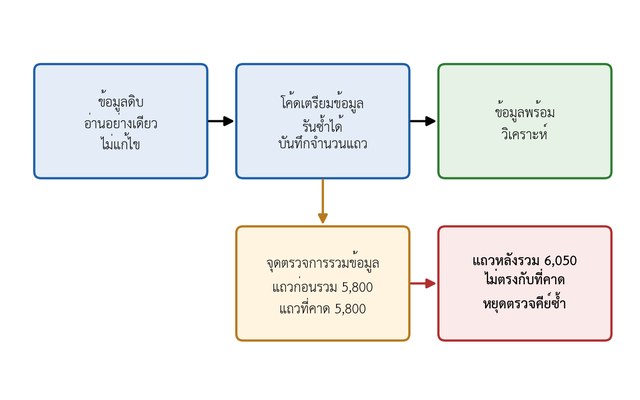 ข้อมูลดิบ
อ่านอย่างเดียว
ไม่แก้ไข
โค้ดเตรียมข้อมูล
รันซ้ำได้
บันทึกจำนวนแถว
ข้อมูลพร้อม
วิเคราะห์
จุดตรวจการรวมข้อมูล
แถวก่อนรวม 5,800
แถวที่คาด 5,800
แถวหลังรวม 6,050
ไม่ตรงกับที่คาด
หยุดตรวจคีย์ซ้ำ